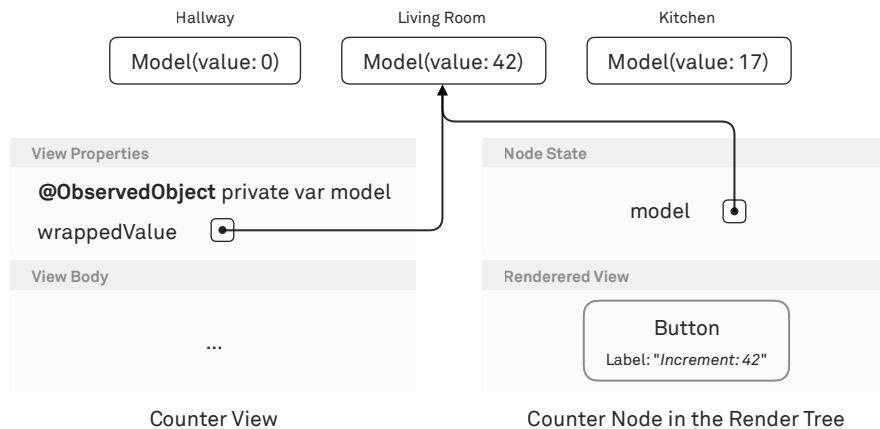 Hallway
Living Room
Kitchen
Model(value: 0)
Model(value: 42)
Model(value: 17)
View Properties
@ObservedObject private var model
wrappedValue
Node State
model
View Body
...
Renderered View
Button
Label: "Increment: 42"
Counter View
Counter Node in the Render Tree